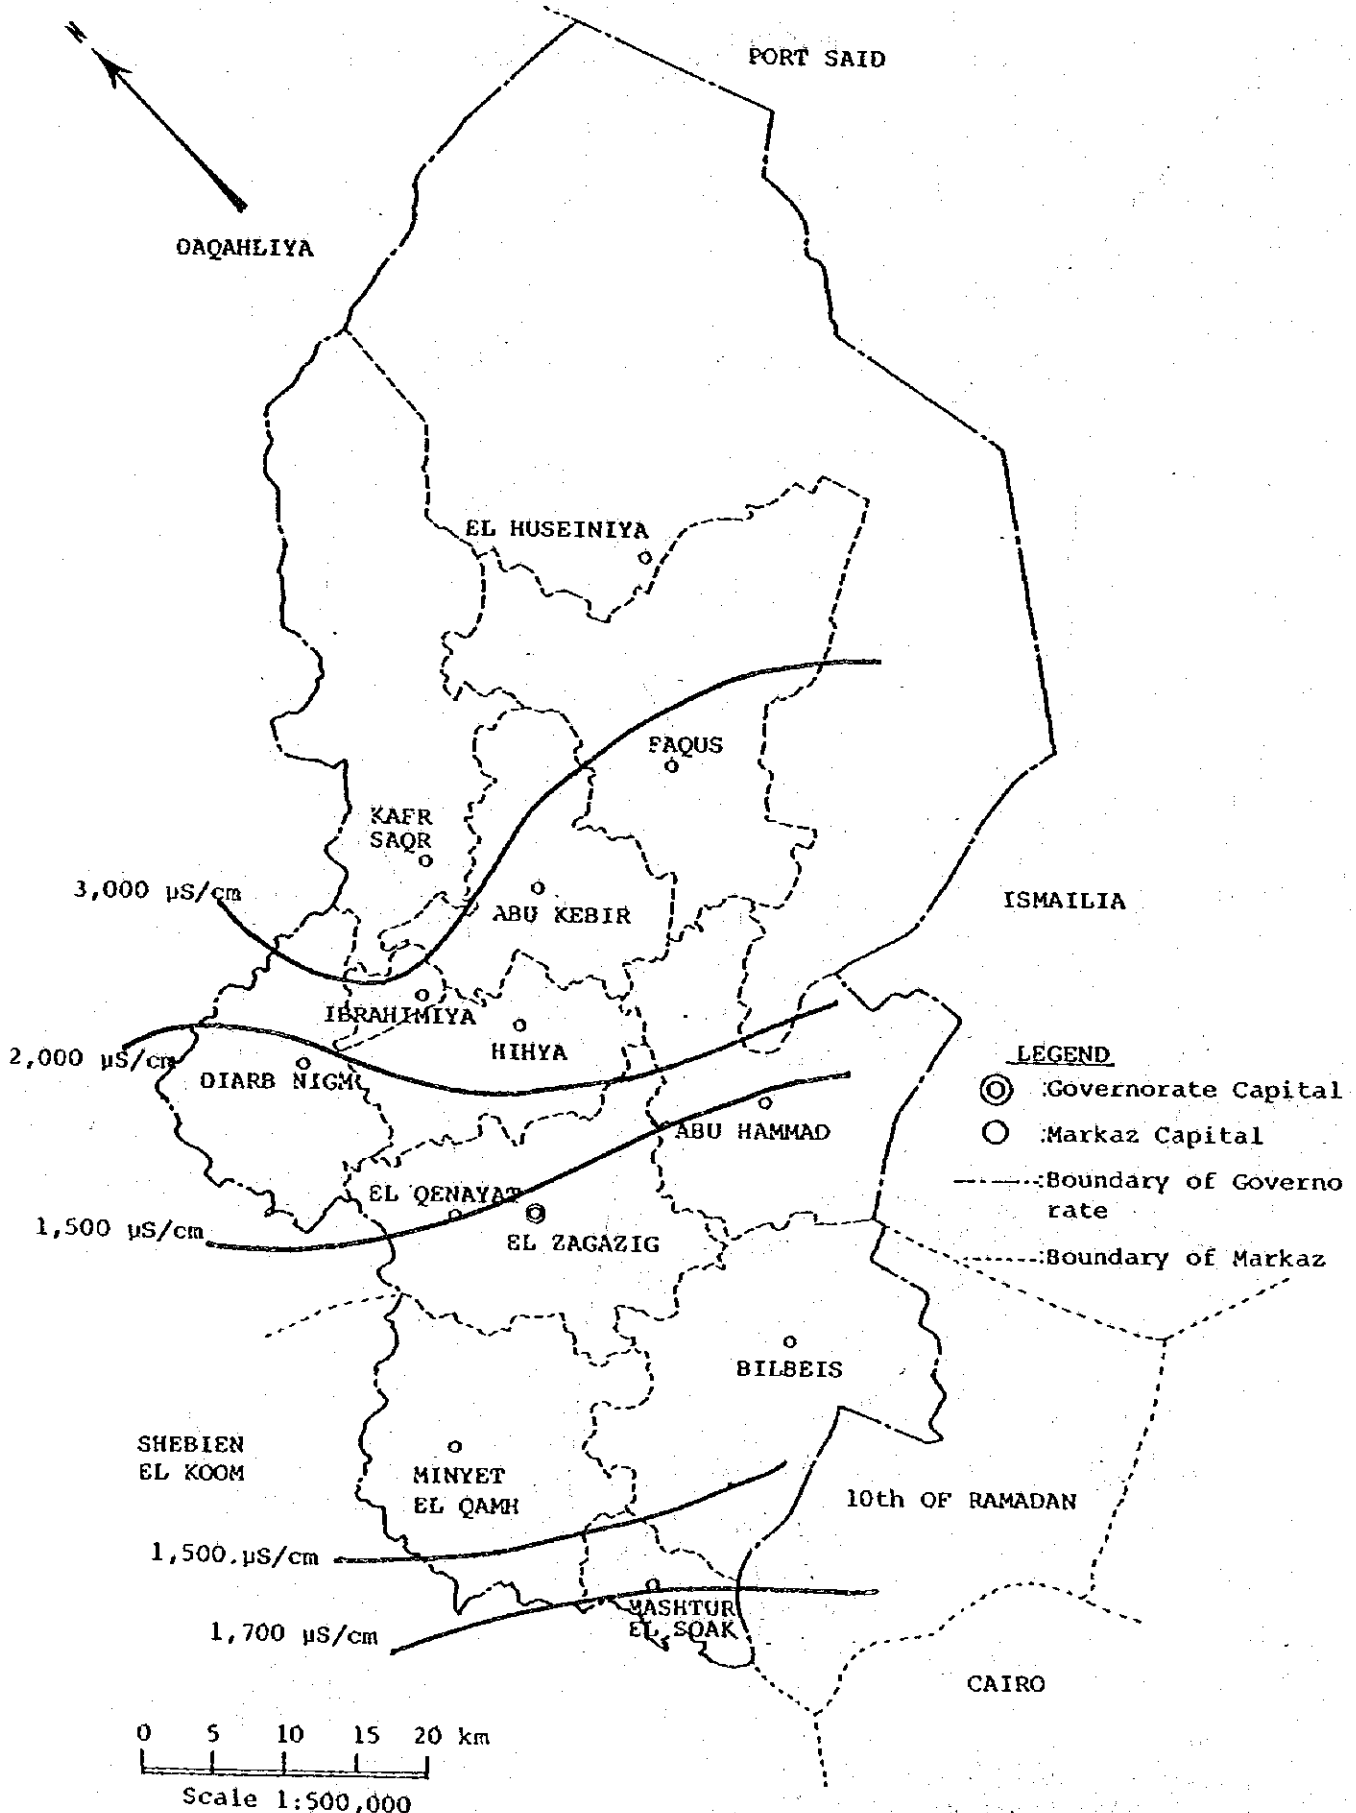 N
PORT SAID
OAQAHLIYA
EL HUSEINIYA
FAQUS
KAFR
SAQR
3,000 µS/cm
ABU KEBIR
ISMAILIA
IBRAHIMIYA
HIHYA
2,000 µS/cm
DIARB NIGM
LEGEND
:Governorate Capital
:Markaz Capital
:Boundary of Governo
rate
:Boundary of Markaz
ABU HAMMAD
EL QENAYAT
1,500 µS/cm
EL ZAGAZIG
BILBEIS
SHEBIEN
EL KOOM
MINYET
EL QAMH
10th OF RAMADAN
1,500.µS/cm
MASHTUR
EL SOAK
1,700 µS/cm
CAIRO
0 5 10 15 20 km
Scale 1:500,000